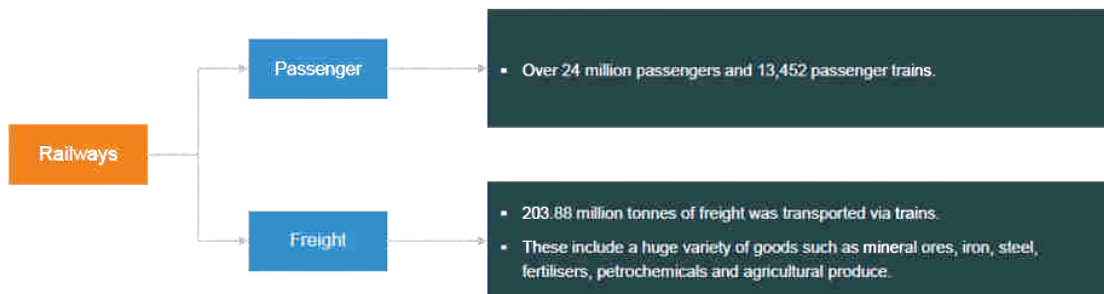 Passenger
▪ Over 24 million passengers and 13,452 passenger trains.
Railways
Freight
▪ 203.88 million tonnes of freight was transported via trains.
▪ These include a huge variety of goods such as mineral ores, iron, steel,
fertilisers, petrochemicals and agricultural produce.